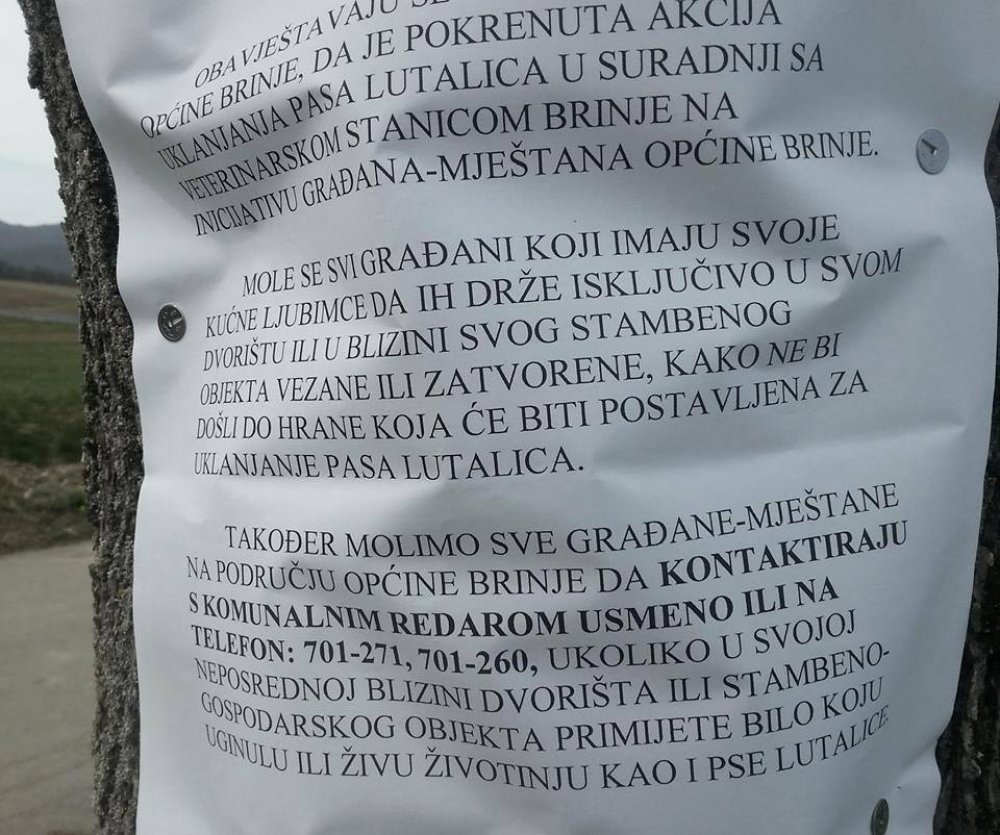 OBAVJEŠTAVAJU SE
OPĆINE BRINJE, DA JE POKRENUTA AKCIJA
UKLANJANJA PASA LUTALICA U SURADNJI SA
VETERINARSKOM STANICOM BRINJE NA
INICIJATIVU GRAĐANA-MJEŠTANA OPĆINE BRINJE.
MOLE SE SVI GRAĐANI KOJI IMAJU SVOJE
KUĆNE LJUBIMCE DA IH DRŽE ISKLJUČIVO U SVOM
DVORIŠTU ILI U BLIZINI SVOG STAMBENOG
OBJEKTA VEZANE ILI ZATVORENE, KAKO NE BI
DOŠLI DO HRANE KOJA ĆE BITI POSTAVLJENA ZA
UKLANJANJE PASA LUTALICA.
TAKOĐER MOLIMO SVE GRAĐANE-MJEŠTANE
NA PODRUČJU OPĆINE BRINJE DA KONTAKTIRAJU
S KOMUNALNIM REDAROM USMENO ILI NA
TELEFON: 701-271, 701-260, UKOLIKO U SVOJOJ
NEPOSREDNOJ BLIZINI DVORIŠTA ILI STAMBENO-
GOSPODARSKOG OBJEKTA PRIMIJETE BILO KOJU
UGINULU ILI ŽIVU ŽIVOTINJU KAO I PSE LUTALICE.